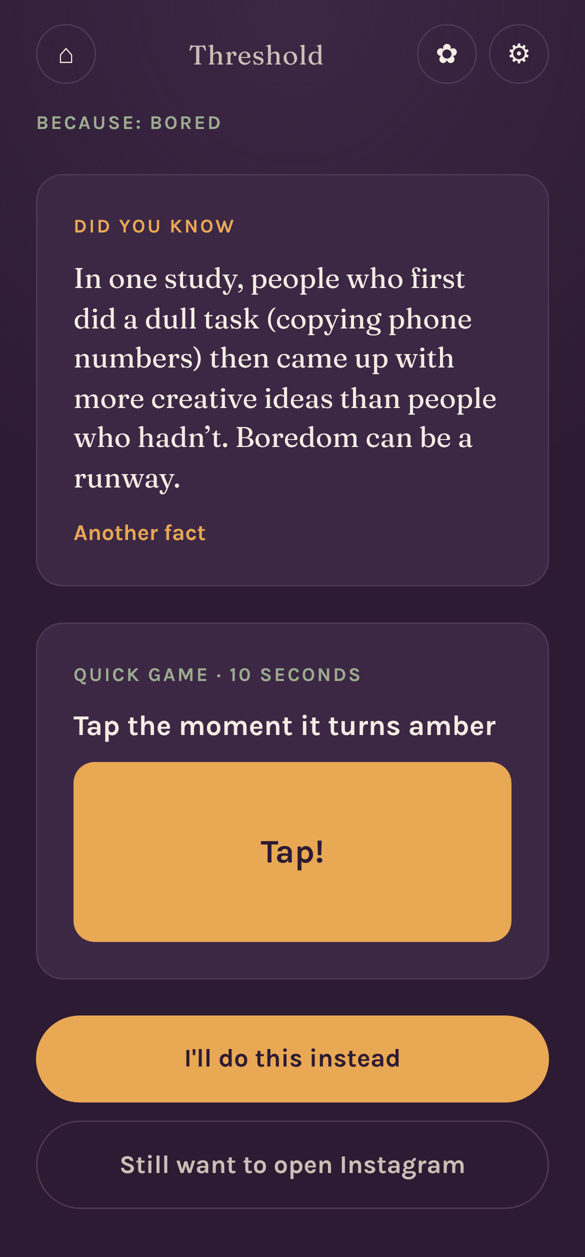 Threshold
BECAUSE: BORED
DID YOU KNOW
In one study, people who first
did a dull task (copying phone
numbers) then came up with
more creative ideas than people
who hadn’t. Boredom can be a
runway.
Another fact
QUICK GAME · 10 SECONDS
Tap the moment it turns amber
Tap!
I'll do this instead
Still want to open Instagram